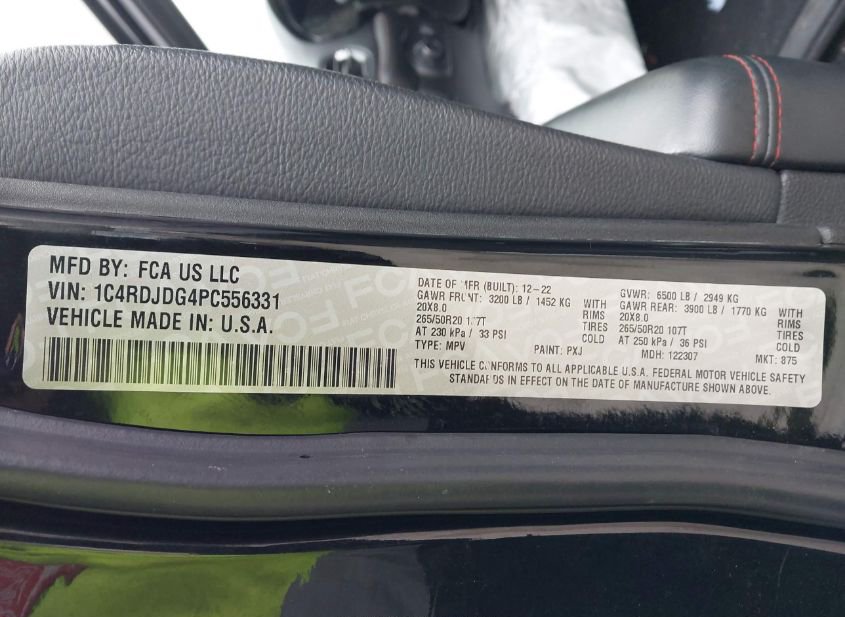 MFD BY: FCA US LLC
VIN: 1C4RDJDG4PC556331
VEHICLE MADE IN: U.S.A.
DATE OF MFR (BUILT): 12-22 GVWR: 6500 LB / 2949 KG
GAWR FRONT: 3200 LB / 1452 KG WITH GAWR REAR: 3900 LB / 1770 KG WITH
20X8.0 RIMS 20X8.0 RIMS
265/50R20 107T TIRES 265/50R20 107T TIRES
AT 230 kPa / 33 PSI COLD AT 250 kPa / 36 PSI COLD
TYPE: MPV PAINT: PXJ MDH: 122307 MKT: 875
THIS VEHICLE CONFORMS TO ALL APPLICABLE U.S.A. FEDERAL MOTOR VEHICLE SAFETY
STANDARDS IN EFFECT ON THE DATE OF MANUFACTURE SHOWN ABOVE.